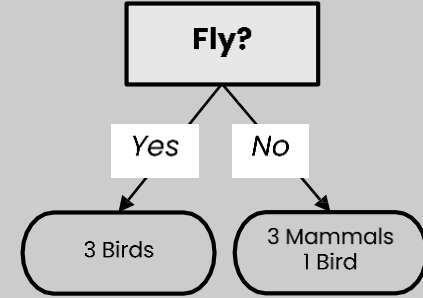 Fly?
Yes
No
3 Birds
3 Mammals
1 Bird